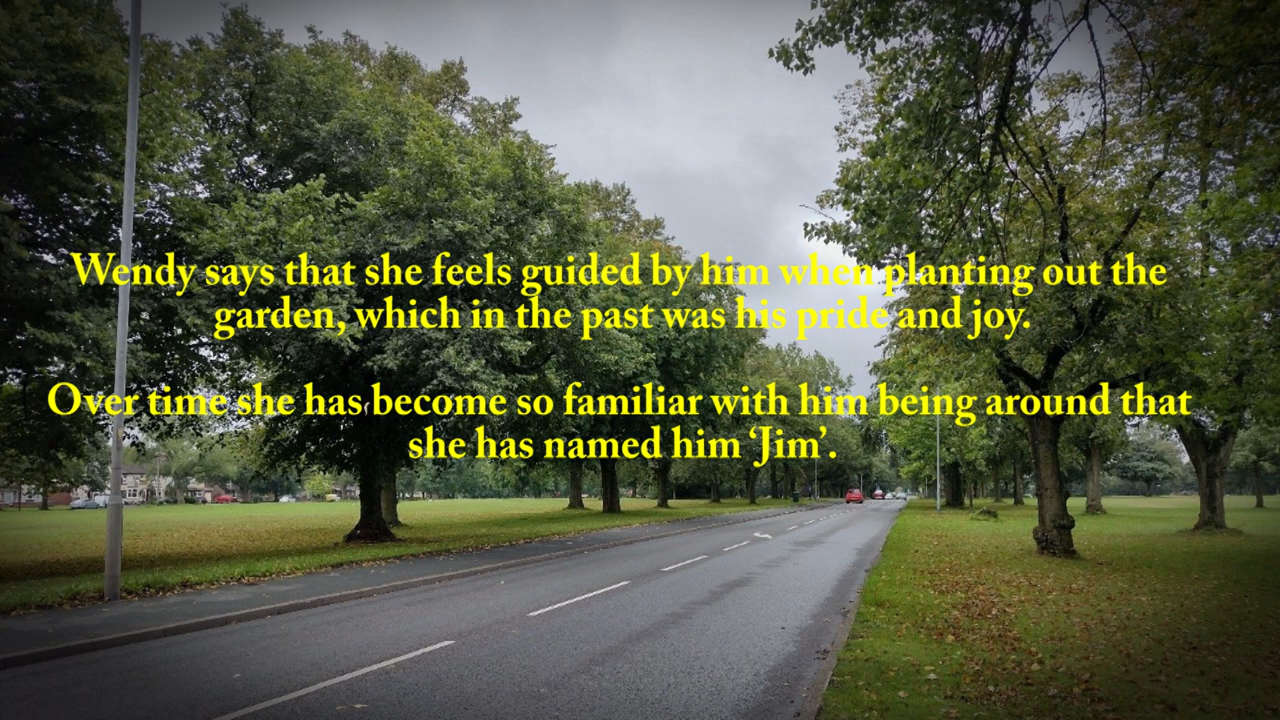 Wendy says that she feels guided by him when planting out the
garden, which in the past was his pride and joy.
Over time she has become so familiar with him being around that
she has named him ‘Jim’.